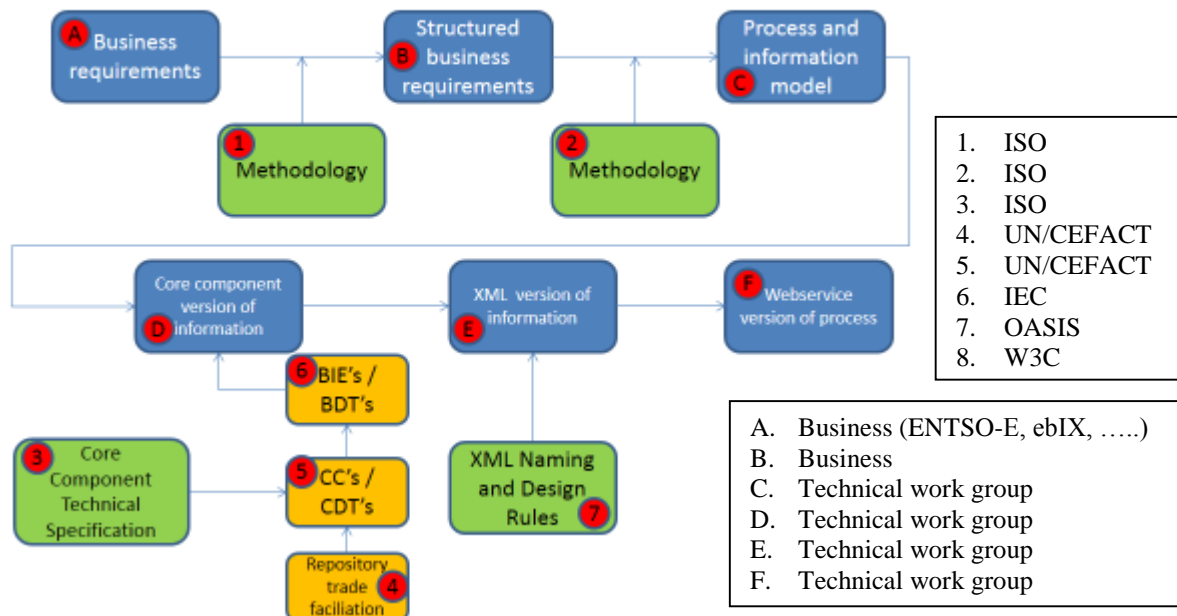 A
Business
requirements
Structured
B
business
requirements
Process and
information
C
model
1
Methodology
2
Methodology
1. ISO
2. ISO
3. ISO
4. UN/CEFACT
5. UN/CEFACT
6. IEC
7. OASIS
8. W3C
Core component
version of
D
information
XML version of
E
information
F
Webservice
version of process
6
BIE's /
BDT's
3
Core
Component
Technical
Specification
5
CC's /
CDT's
XML Naming
and Design
Rules
7
Repository
trade
4
faciliation
A. Business (ENTSO-E, ebIX, …..)
B. Business
C. Technical work group
D. Technical work group
E. Technical work group
F. Technical work group